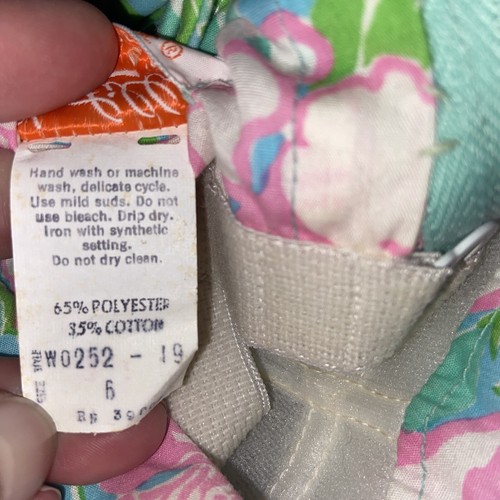 Hand wash or machine
wash, delicate cycle.
Use mild suds. Do not
use bleach. Drip dry.
Iron with synthetic
setting.
Do not dry clean.
65% POLYESTER
35% COTTON
W0252 - 19
6